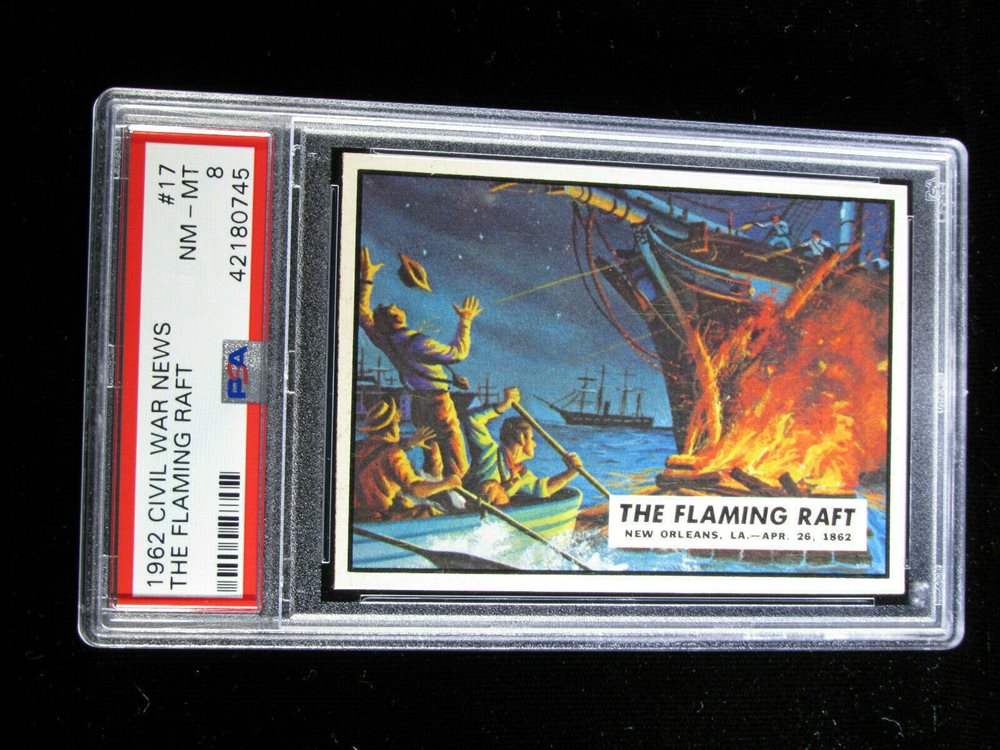 1962 CIVIL WAR NEWS #17
THE FLAMING RAFT NM - MT
8
42180745
PSA
THE FLAMING RAFT
NEW ORLEANS, LA.—APR. 26, 1862